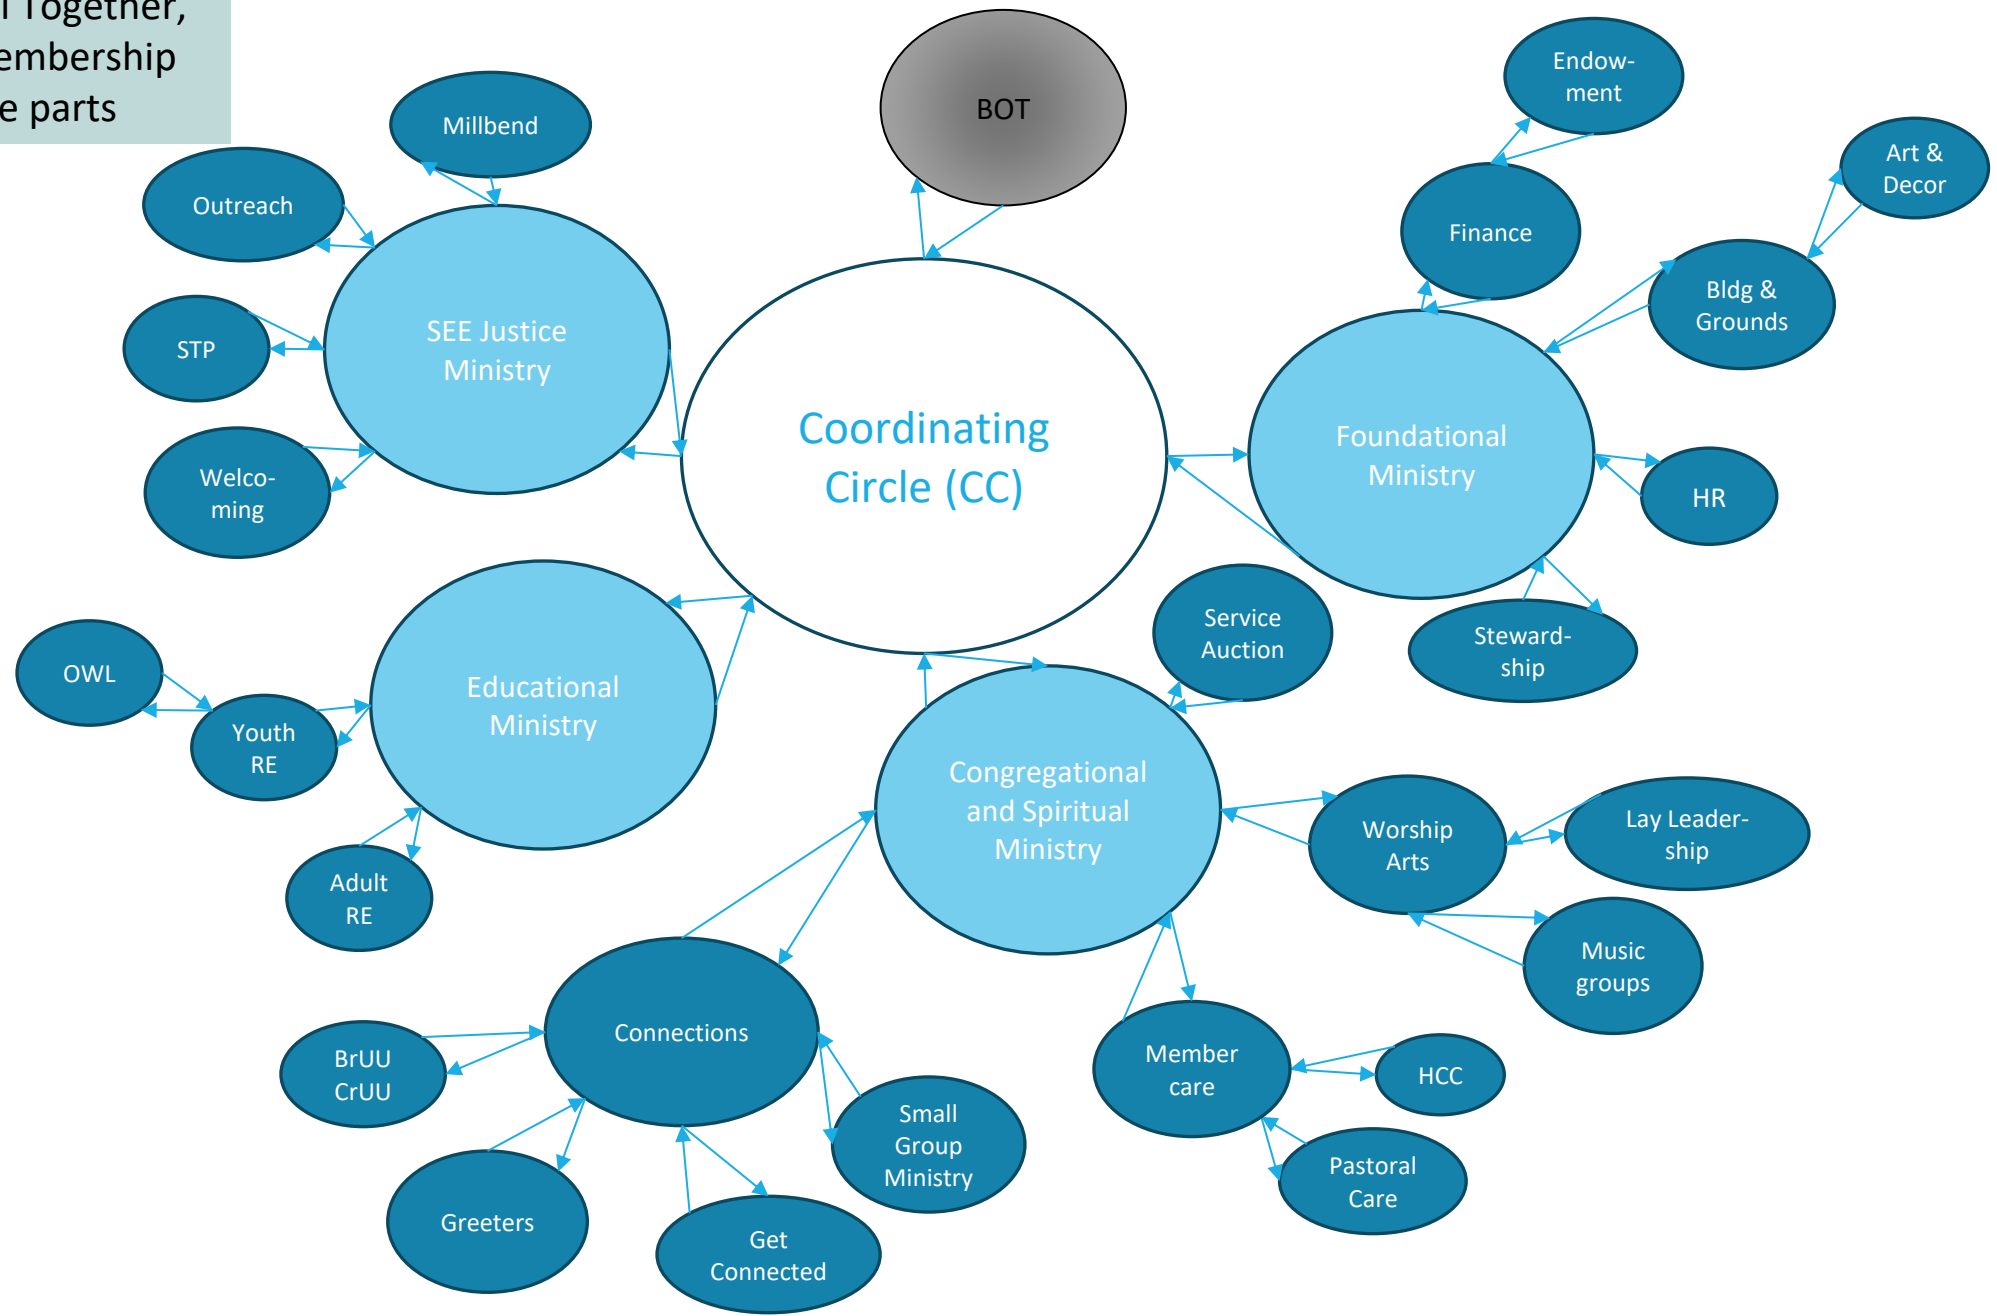 Together,
embership
e parts
Millbend
Outreach
STP
Welco-
ming
SEE Justice
Ministry
BOT
Coordinating
Circle (CC)
Endow-
ment
Finance
Art &
Decor
Bldg &
Grounds
Foundational
Ministry
HR
Steward-
ship
Service
Auction
OWL
Youth
RE
Educational
Ministry
Adult
RE
Congregational
and Spiritual
Ministry
Worship
Arts
Lay Leader-
ship
Music
groups
Connections
BrUU
CrUU
Greeters
Get
Connected
Small
Group
Ministry
Member
care
HCC
Pastoral
Care